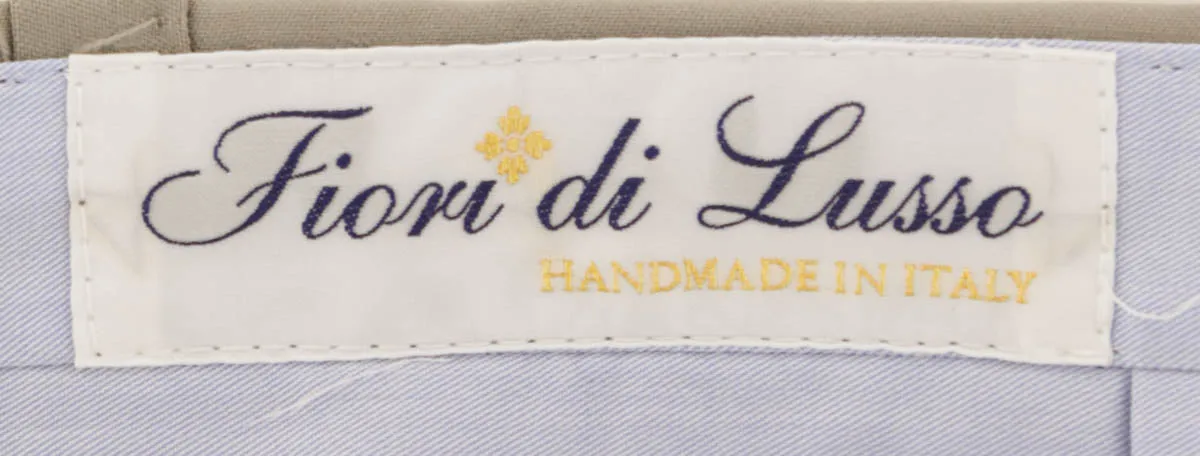 Fiori di Lusso
HANDMADE IN ITALY